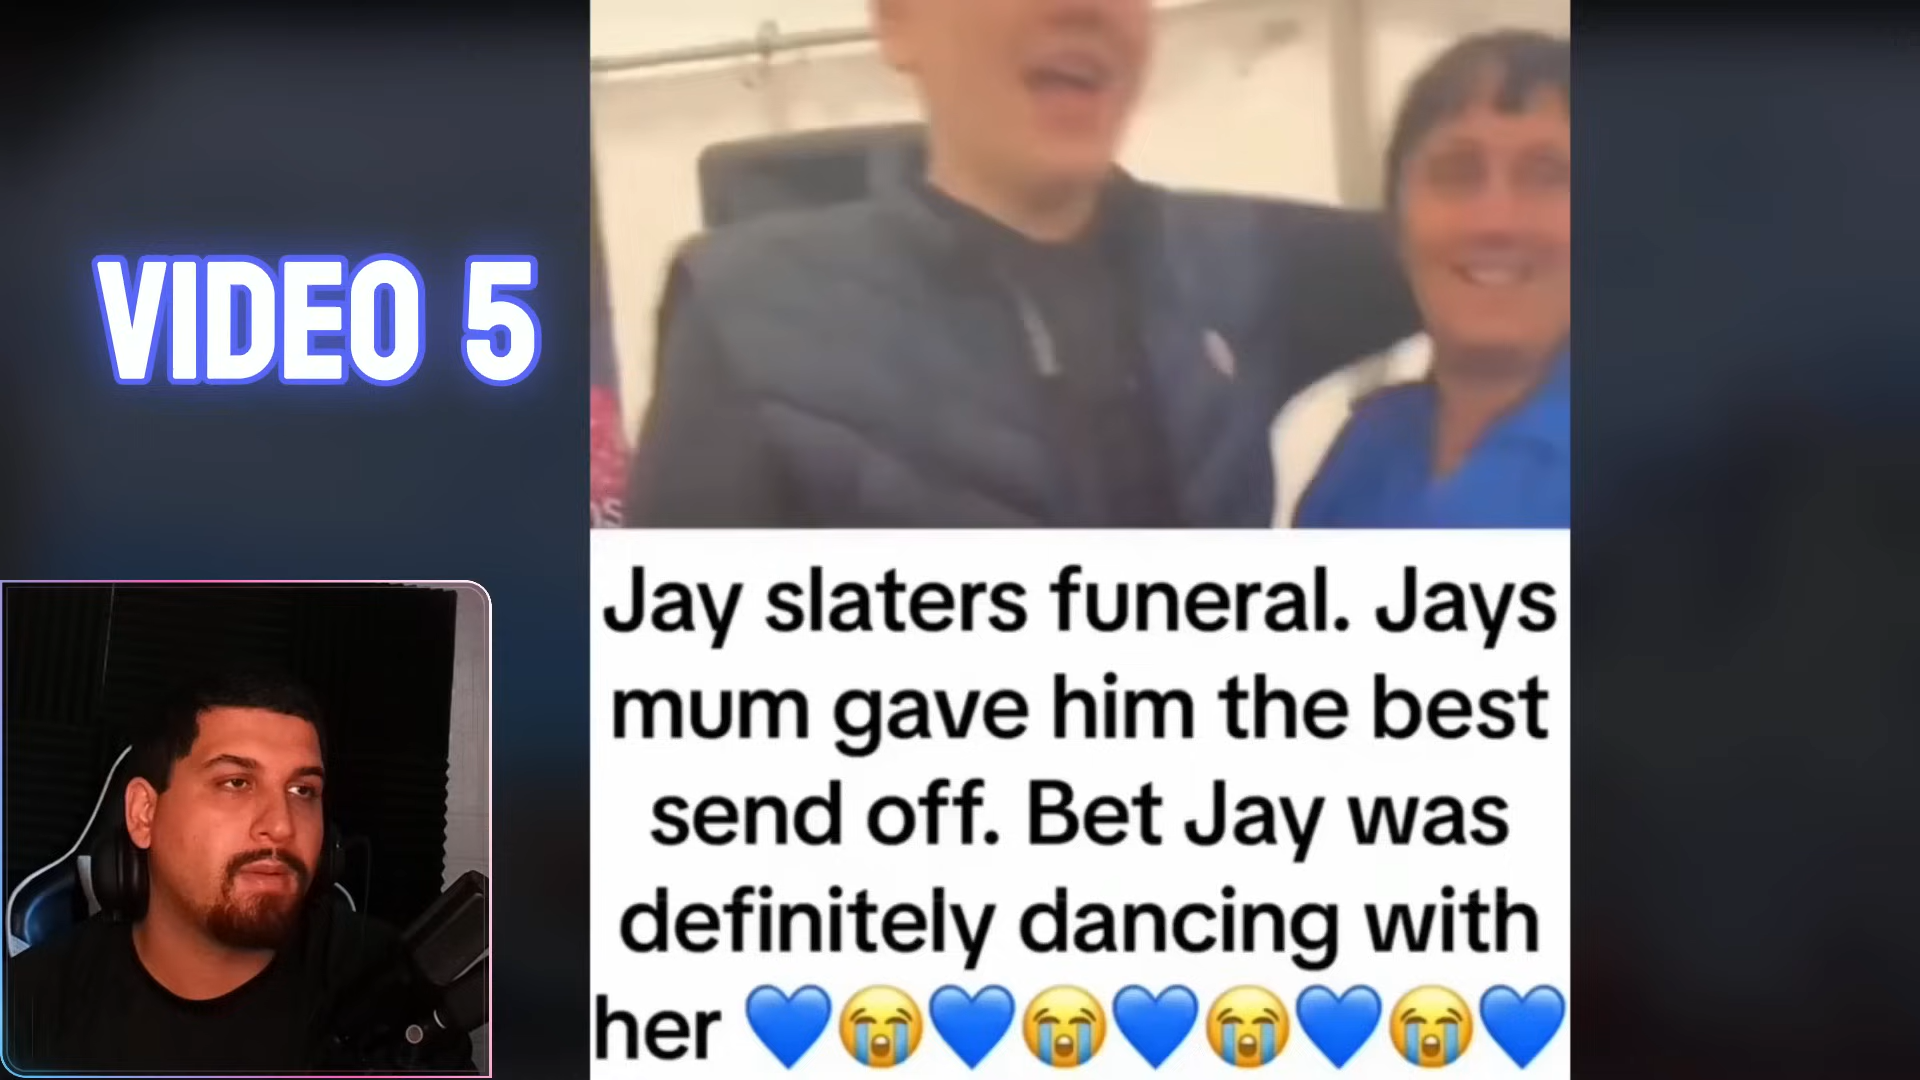 VIDEO 5
Jay slaters funeral. Jays
mum gave him the best
send off. Bet Jay was
definitely dancing with
her 💙😭💙😭💙😭💙😭💙